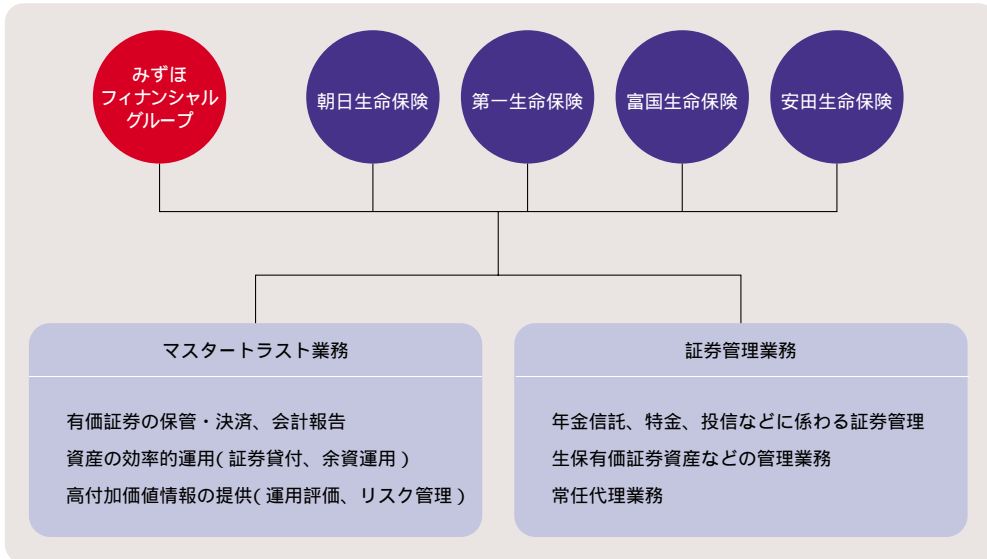 みずほ
フィナンシャル
グループ
朝日生命保険
第一生命保険
富国生命保険
安田生命保険
マスタートラスト業務
有価証券の保管・決済、会計報告
資産の効率的運用(証券貸付、余資運用)
高付加価値情報の提供(運用評価、リスク管理)
証券管理業務
年金信託、特金、投信などに係わる証券管理
生保有価証券資産などの管理業務
常任代理業務